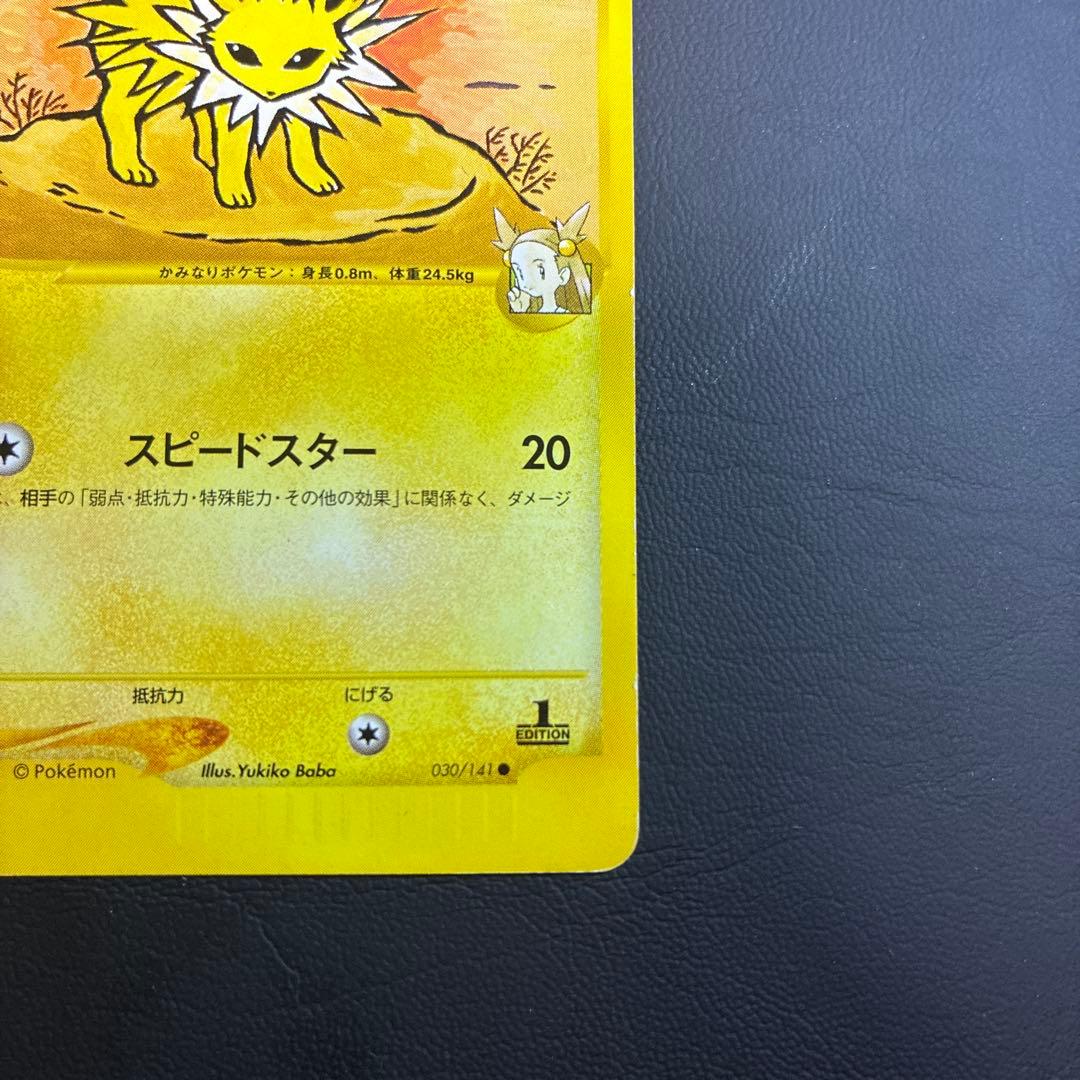 かみなりポケモン：身長0.8m、体重24.5kg
スピードスター 20
、相手の「弱点・抵抗力・特殊能力・その他の効果」に関係なく、ダメージ
抵抗力 にげる
1
EDITION
© Pokémon Illus.Yukiko Baba 030/141●